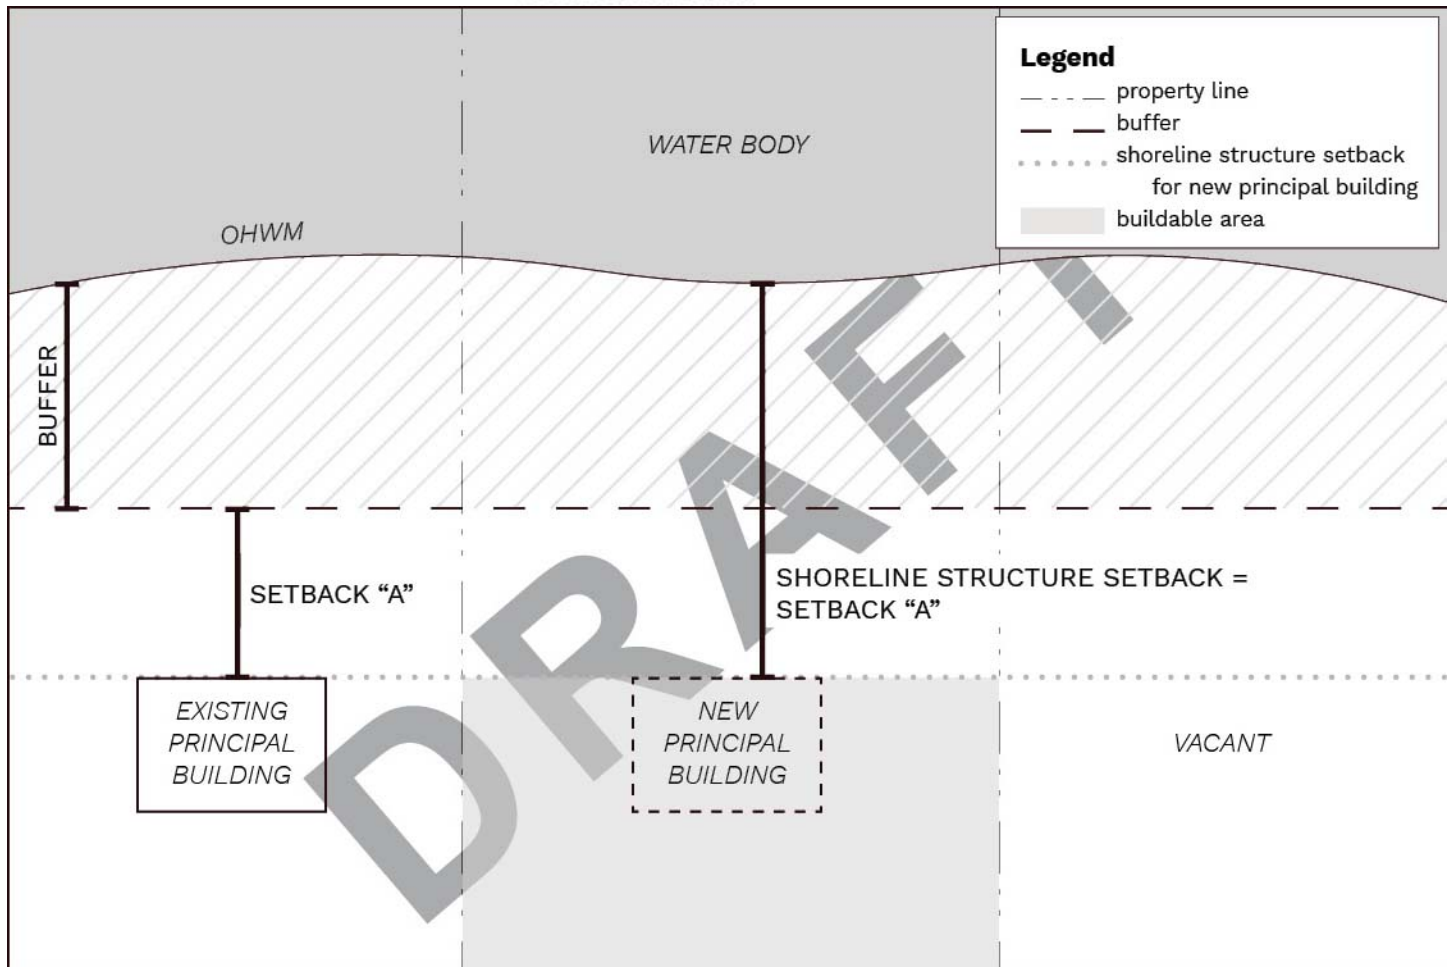 Legend
property line
buffer
shoreline structure setback
for new principal building
buildable area
WATER BODY
OHWM
BUFFER
SETBACK “A”
SHORELINE STRUCTURE SETBACK =
SETBACK “A”
EXISTING
PRINCIPAL
BUILDING
NEW
PRINCIPAL
BUILDING
VACANT
DRAFT